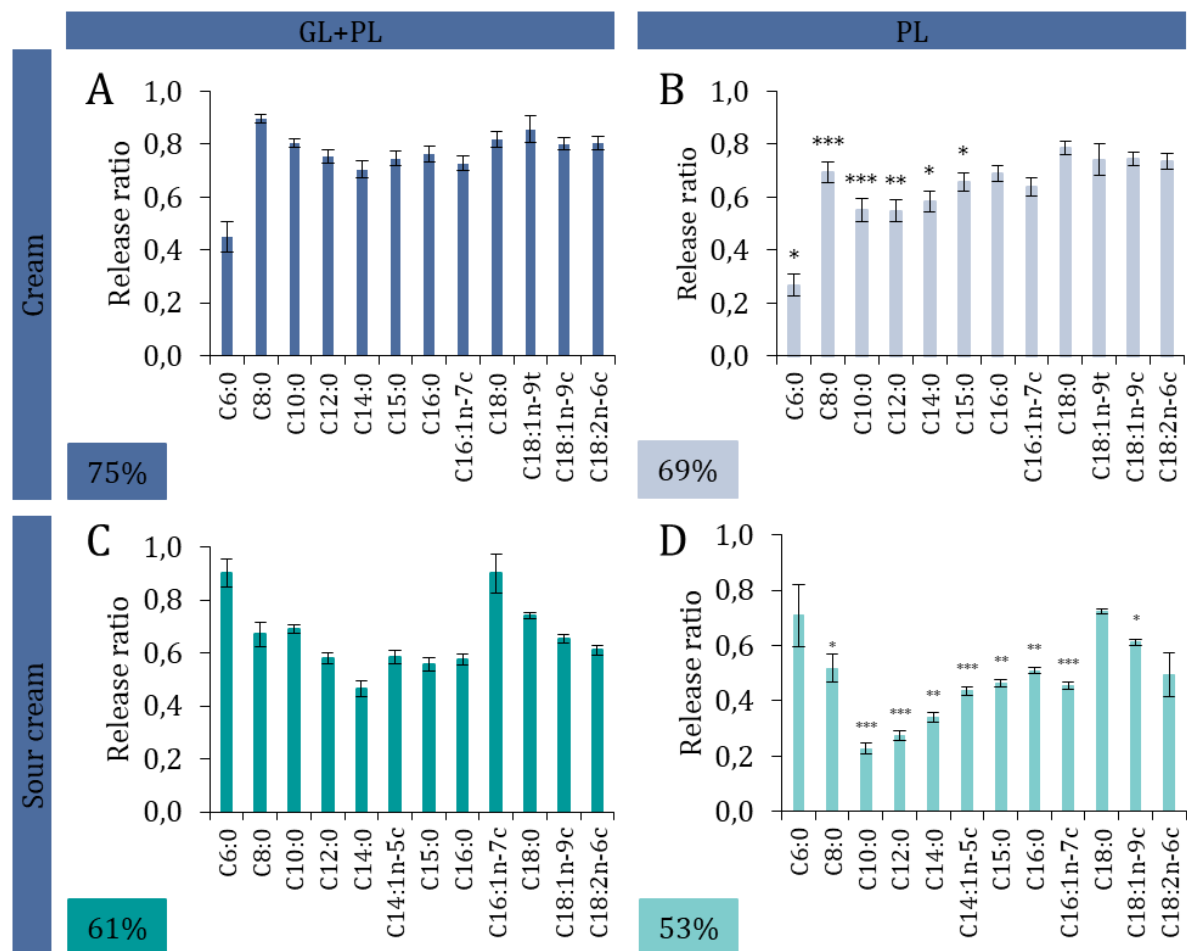 GL+PL
PL
Cream
A
Release ratio
1,0
0,8
0,6
0,4
0,2
0,0
C6:0
C8:0
C10:0
C12:0
C14:0
C15:0
C16:0
C16:1n-7c
C18:0
C18:1n-9t
C18:1n-9c
C18:2n-6c
75%
B
Release ratio
1,0
0,8
0,6
0,4
0,2
0,0
*
***
***
**
*
*
C6:0
C8:0
C10:0
C12:0
C14:0
C15:0
C16:0
C16:1n-7c
C18:0
C18:1n-9t
C18:1n-9c
C18:2n-6c
69%
Sour cream
C
Release ratio
1,0
0,8
0,6
0,4
0,2
0,0
C6:0
C8:0
C10:0
C12:0
C14:0
C14:1n-5c
C15:0
C16:0
C16:1n-7c
C18:0
C18:1n-9c
C18:2n-6c
61%
D
Release ratio
1,0
0,8
0,6
0,4
0,2
0,0
*
***
***
**
***
**
**
***
*
C6:0
C8:0
C10:0
C12:0
C14:0
C14:1n-5c
C15:0
C16:0
C16:1n-7c
C18:0
C18:1n-9c
C18:2n-6c
53%